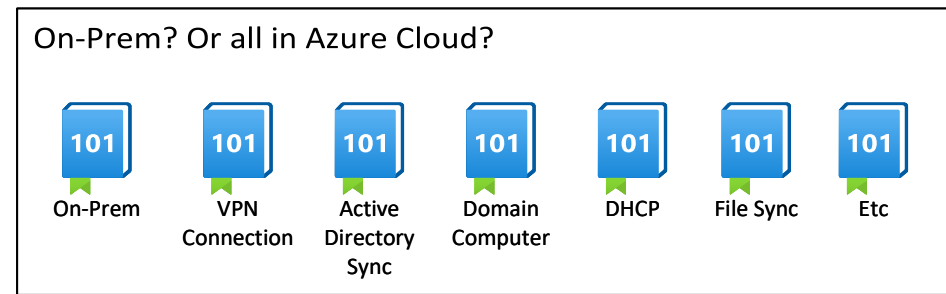 On-Prem? Or all in Azure Cloud?
101 101 101 101 101 101 101
On-Prem
VPN
Connection
Active
Directory
Sync
Domain
Computer
DHCP
File Sync
Etc